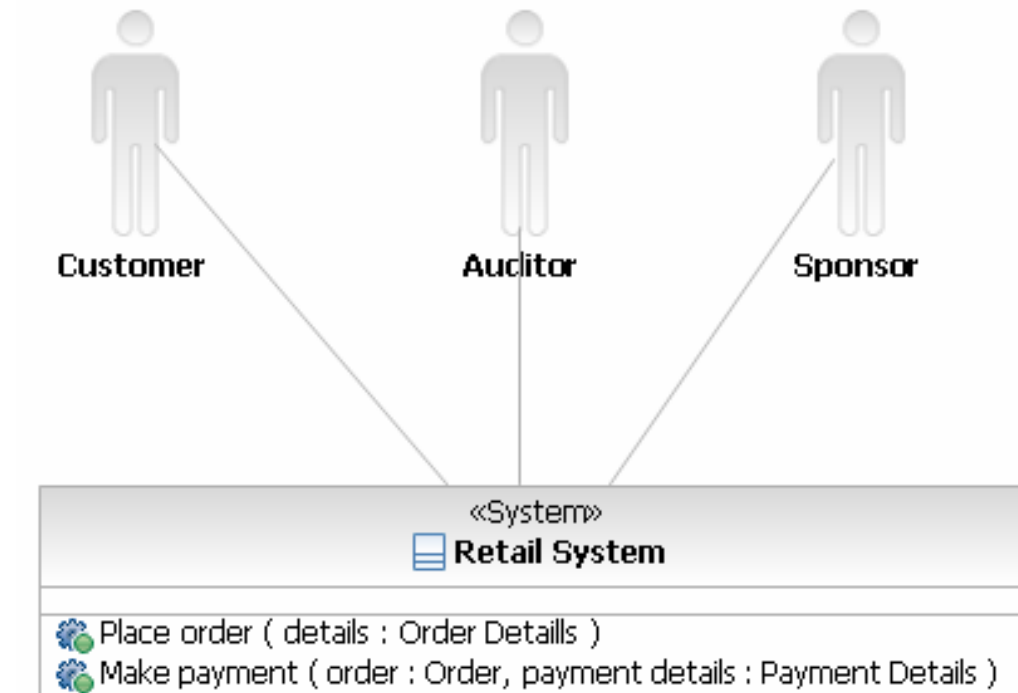 Customer Auditor Sponsor
«System»
Retail System
Place order ( details : Order Detaills )
Make payment ( order : Order, payment details : Payment Details )